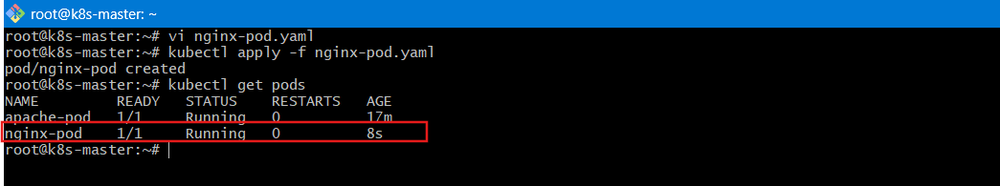 root@k8s-master: ~
root@k8s-master:~# vi nginx-pod.yaml
root@k8s-master:~# kubectl apply -f nginx-pod.yaml
pod/nginx-pod created
root@k8s-master:~# kubectl get pods
NAME READY STATUS RESTARTS AGE
apache-pod 1/1 Running 0 17m
nginx-pod 1/1 Running 0 8s
root@k8s-master:~#